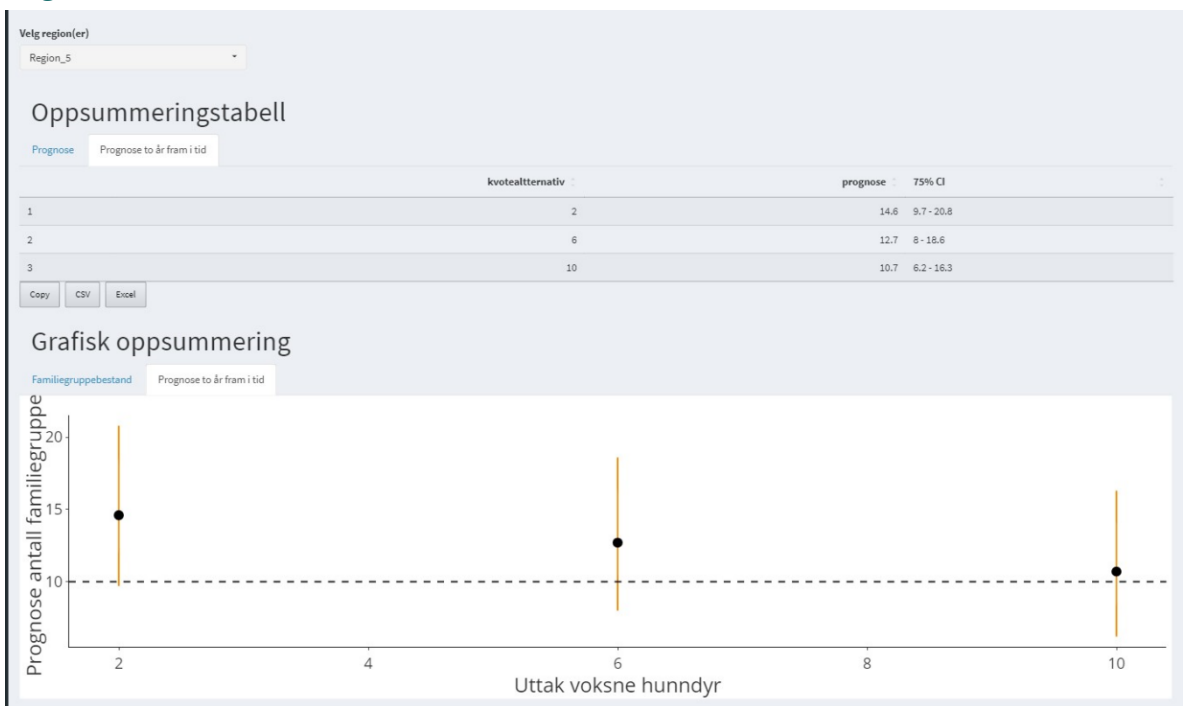 Velg region(er)
Region_5
Oppsummeringstabell
Prognose Prognose to år fram i tid
kvotealtternativ prognose 75% CI
1 2 14.6 9.7 - 20.8
2 6 12.7 8 - 18.6
3 10 10.7 6.2 - 16.3
Copy CSV Excel
Grafisk oppsummering
Familiegruppebestand Prognose to år fram i tid
Prognose antall familiegruppe
20
15
10
2 4 6 8 10
Uttak voksne hunndyr